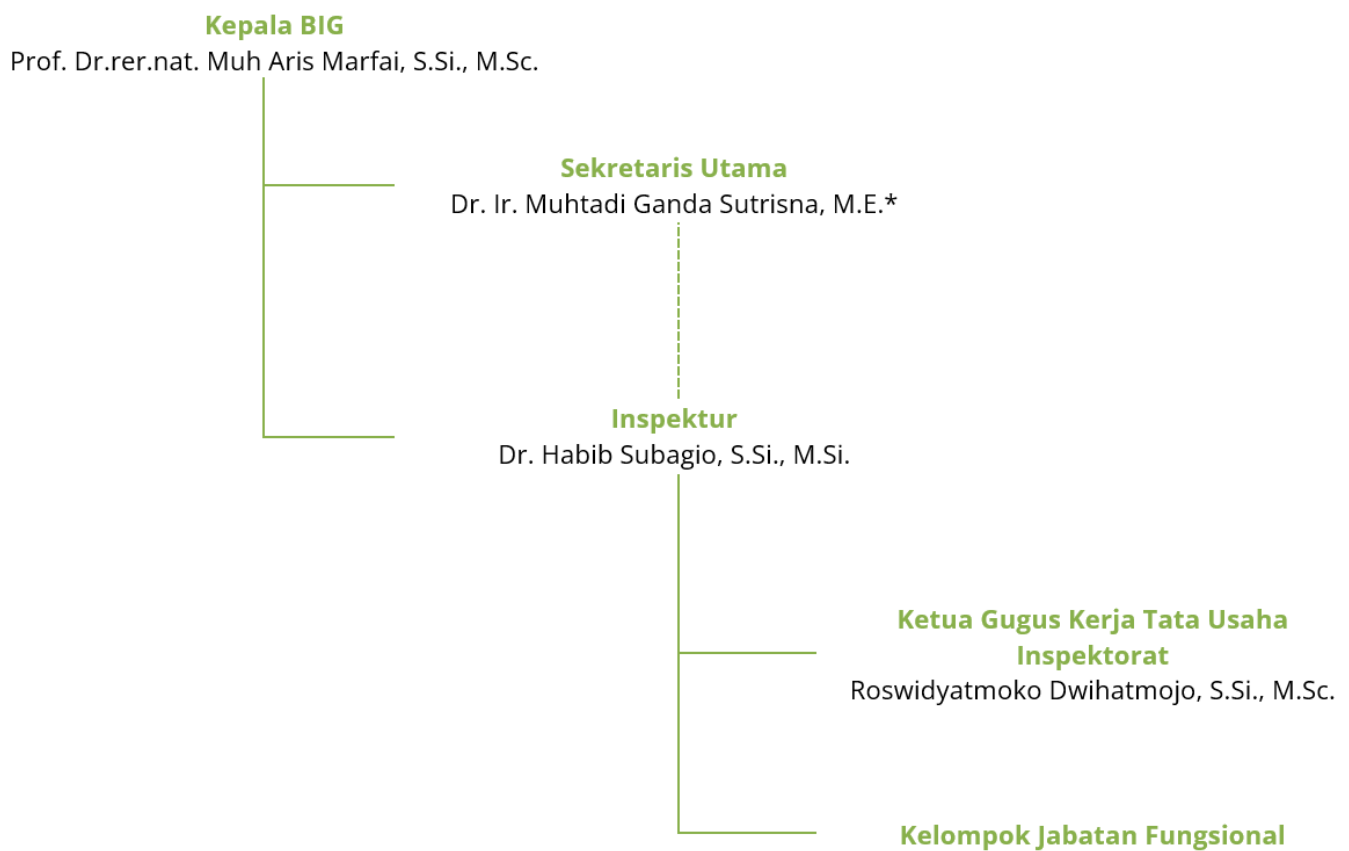 Kepala BIG
Prof. Dr.rer.nat. Muh Aris Marfai, S.Si., M.Sc.
Sekretaris Utama
Dr. Ir. Muhtadi Ganda Sutrisna, M.E.*
Inspektur
Dr. Habib Subagio, S.Si., M.Si.
Ketua Gugus Kerja Tata Usaha
Inspektorat
Roswidyatmoko Dwihatmojo, S.Si., M.Sc.
Kelompok Jabatan Fungsional